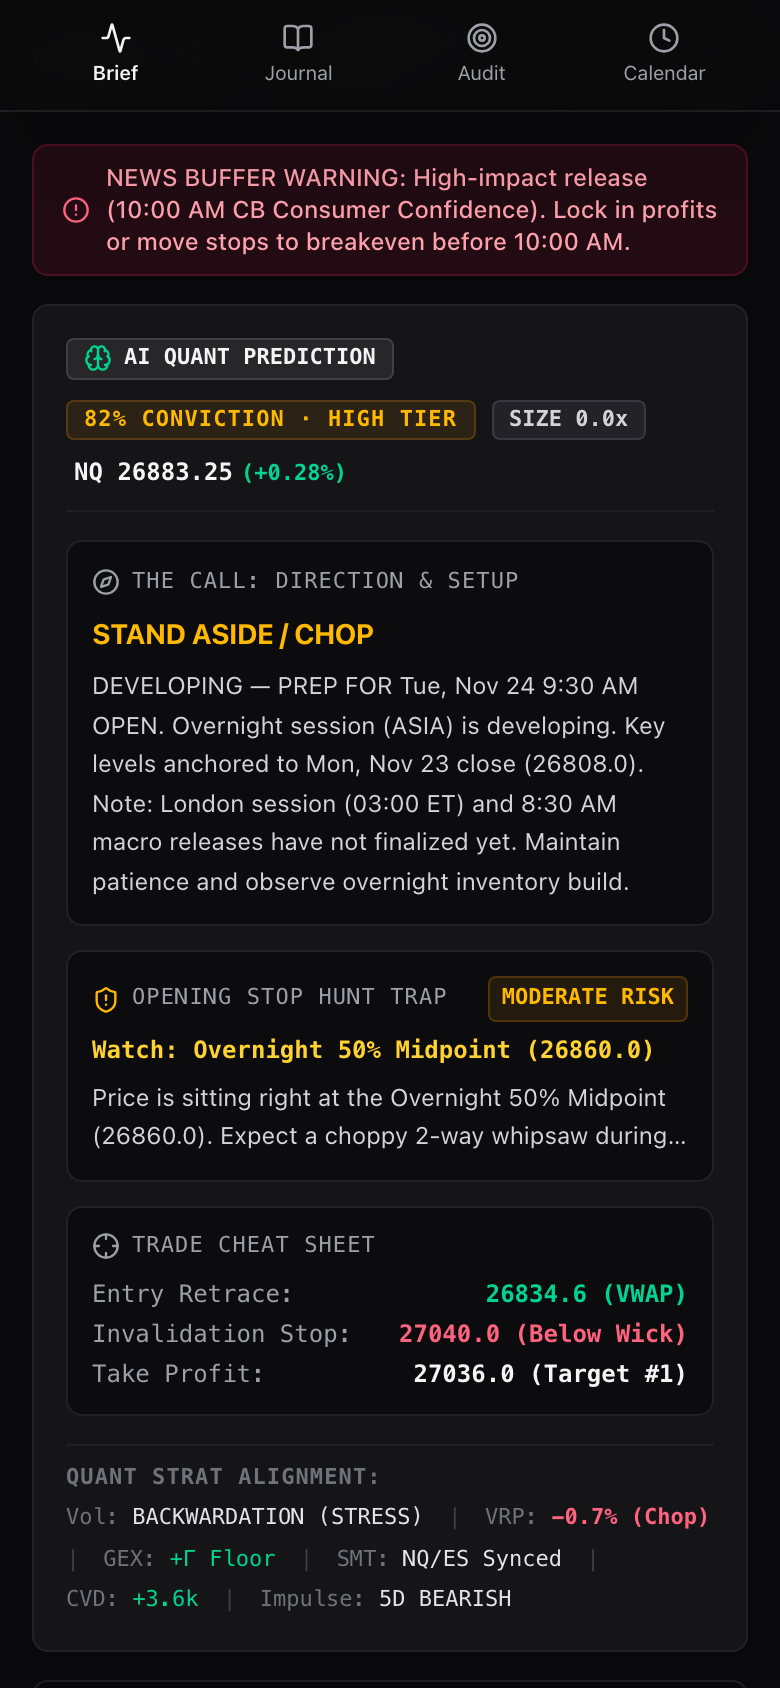 Brief
Journal
Audit
Calendar
NEWS BUFFER WARNING: High-impact release
(10:00 AM CB Consumer Confidence). Lock in profits
or move stops to breakeven before 10:00 AM.
AI QUANT PREDICTION
82% CONVICTION · HIGH TIER
SIZE 0.0x
NQ 26883.25 (+0.28%)
THE CALL: DIRECTION & SETUP
STAND ASIDE / CHOP
DEVELOPING — PREP FOR Tue, Nov 24 9:30 AM
OPEN. Overnight session (ASIA) is developing. Key
levels anchored to Mon, Nov 23 close (26808.0).
Note: London session (03:00 ET) and 8:30 AM
macro releases have not finalized yet. Maintain
patience and observe overnight inventory build.
OPENING STOP HUNT TRAP
MODERATE RISK
Watch: Overnight 50% Midpoint (26860.0)
Price is sitting right at the Overnight 50% Midpoint
(26860.0). Expect a choppy 2-way whipsaw during...
TRADE CHEAT SHEET
Entry Retrace: 26834.6 (VWAP)
Invalidation Stop: 27040.0 (Below Wick)
Take Profit: 27036.0 (Target #1)
QUANT STRAT ALIGNMENT:
Vol: BACKWARDATION (STRESS) | VRP: −0.7% (Chop)
| GEX: +Γ Floor | SMT: NQ/ES Synced |
CVD: +3.6k | Impulse: 5D BEARISH